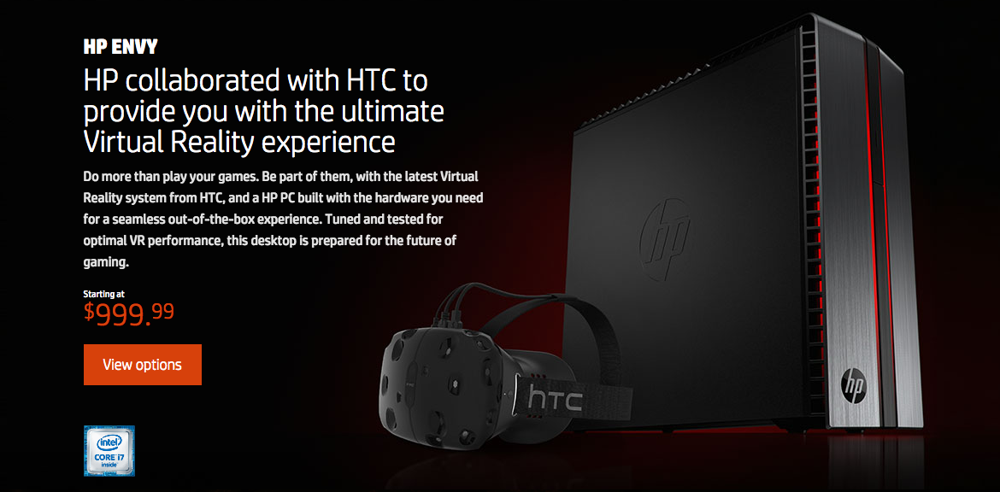 HP ENVY
HP collaborated with HTC to
provide you with the ultimate
Virtual Reality experience
Do more than play your games. Be part of them, with the latest Virtual
Reality system from HTC, and a HP PC built with the hardware you need
for a seamless out-of-the-box experience. Tuned and tested for
optimal VR performance, this desktop is prepared for the future of
gaming.
Starting at
$999.99
View options
intel
CORE i7
inside
hTC
hp
hp